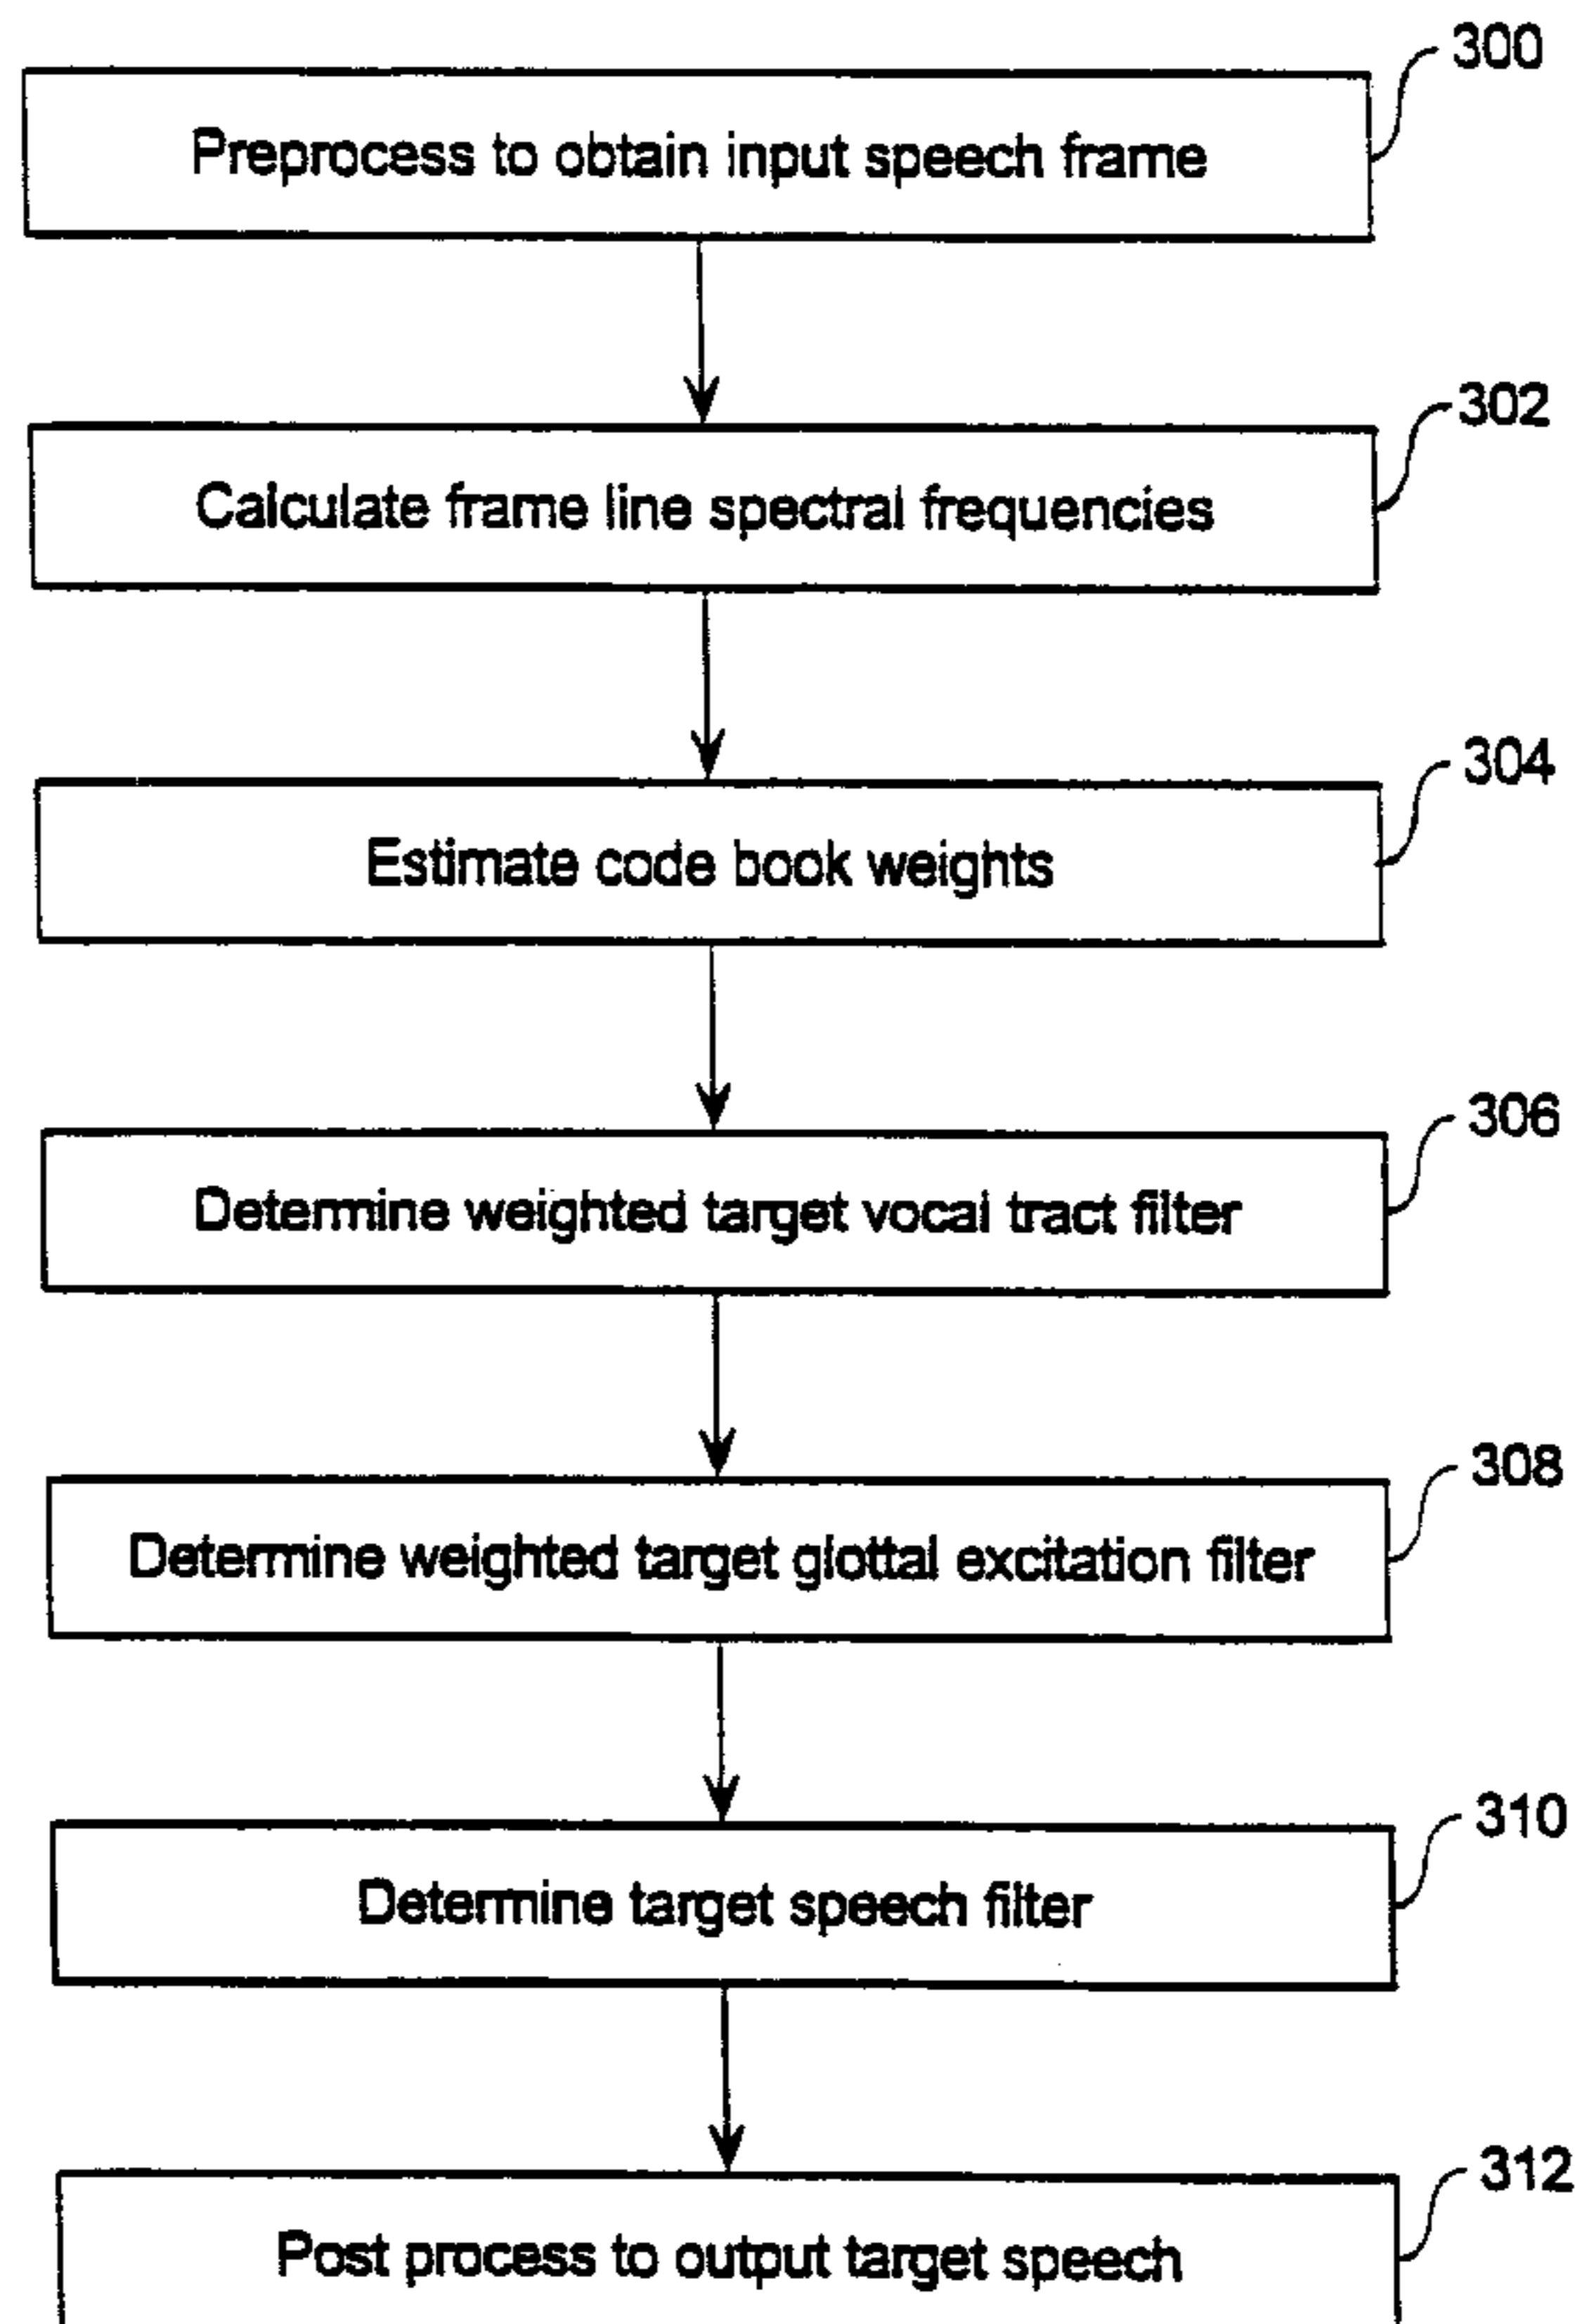 300
Preprocess to obtain input speech frame
302
Calculate frame line spectral frequencies
304
Estimate code book weights
306
Determine weighted target vocal tract filter
308
Determine weighted target glottal excitation filter
310
Determine target speech filter
312
Post process to output target speech